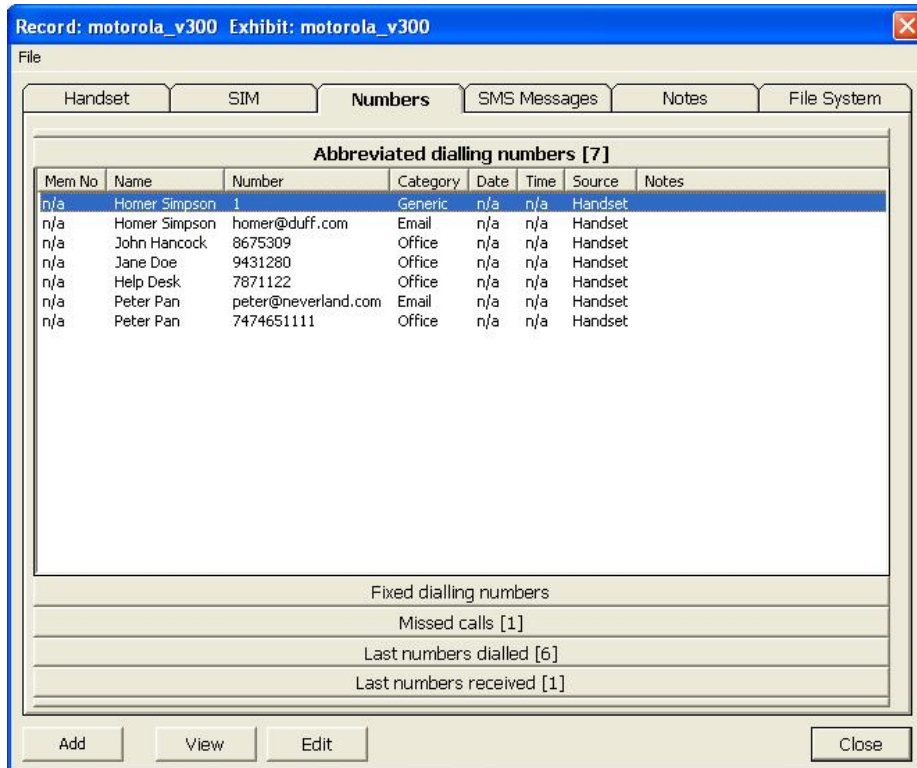 Record: motorola_v300 Exhibit: motorola_v300
File
Handset SIM Numbers SMS Messages Notes File System
Abbreviated dialling numbers [7]
Mem No Name Number Category Date Time Source Notes
n/a Homer Simpson 1 Generic n/a n/a Handset
n/a Homer Simpson homer@duff.com Email n/a n/a Handset
n/a John Hancock 8675309 Office n/a n/a Handset
n/a Jane Doe 9431280 Office n/a n/a Handset
n/a Help Desk 7871122 Office n/a n/a Handset
n/a Peter Pan peter@neverland.com Email n/a n/a Handset
n/a Peter Pan 7474651111 Office n/a n/a Handset
Fixed dialling numbers
Missed calls [1]
Last numbers dialled [6]
Last numbers received [1]
Add View Edit Close